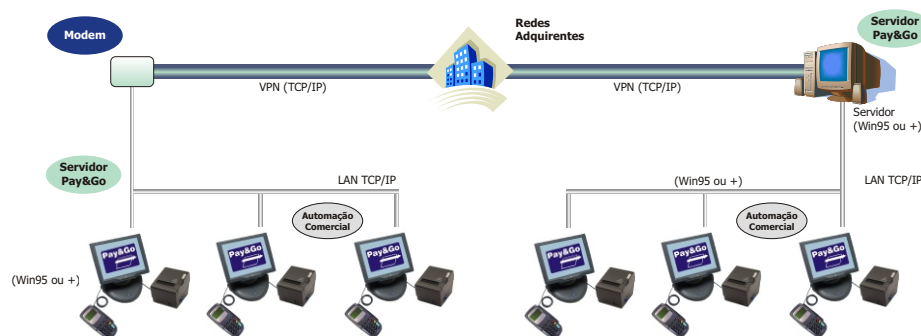 Modem
Redes
Adquirentes
Servidor
Pay&Go
VPN (TCP/IP)
VPN (TCP/IP)
Servidor
(Win95 ou +)
Servidor
Pay&Go
LAN TCP/IP
(Win95 ou +)
LAN TCP/IP
Automação
Comercial
Automação
Comercial
Pay&Go
Pay&Go
Pay&Go
Pay&Go
Pay&Go
Pay&Go
(Win95 ou +)